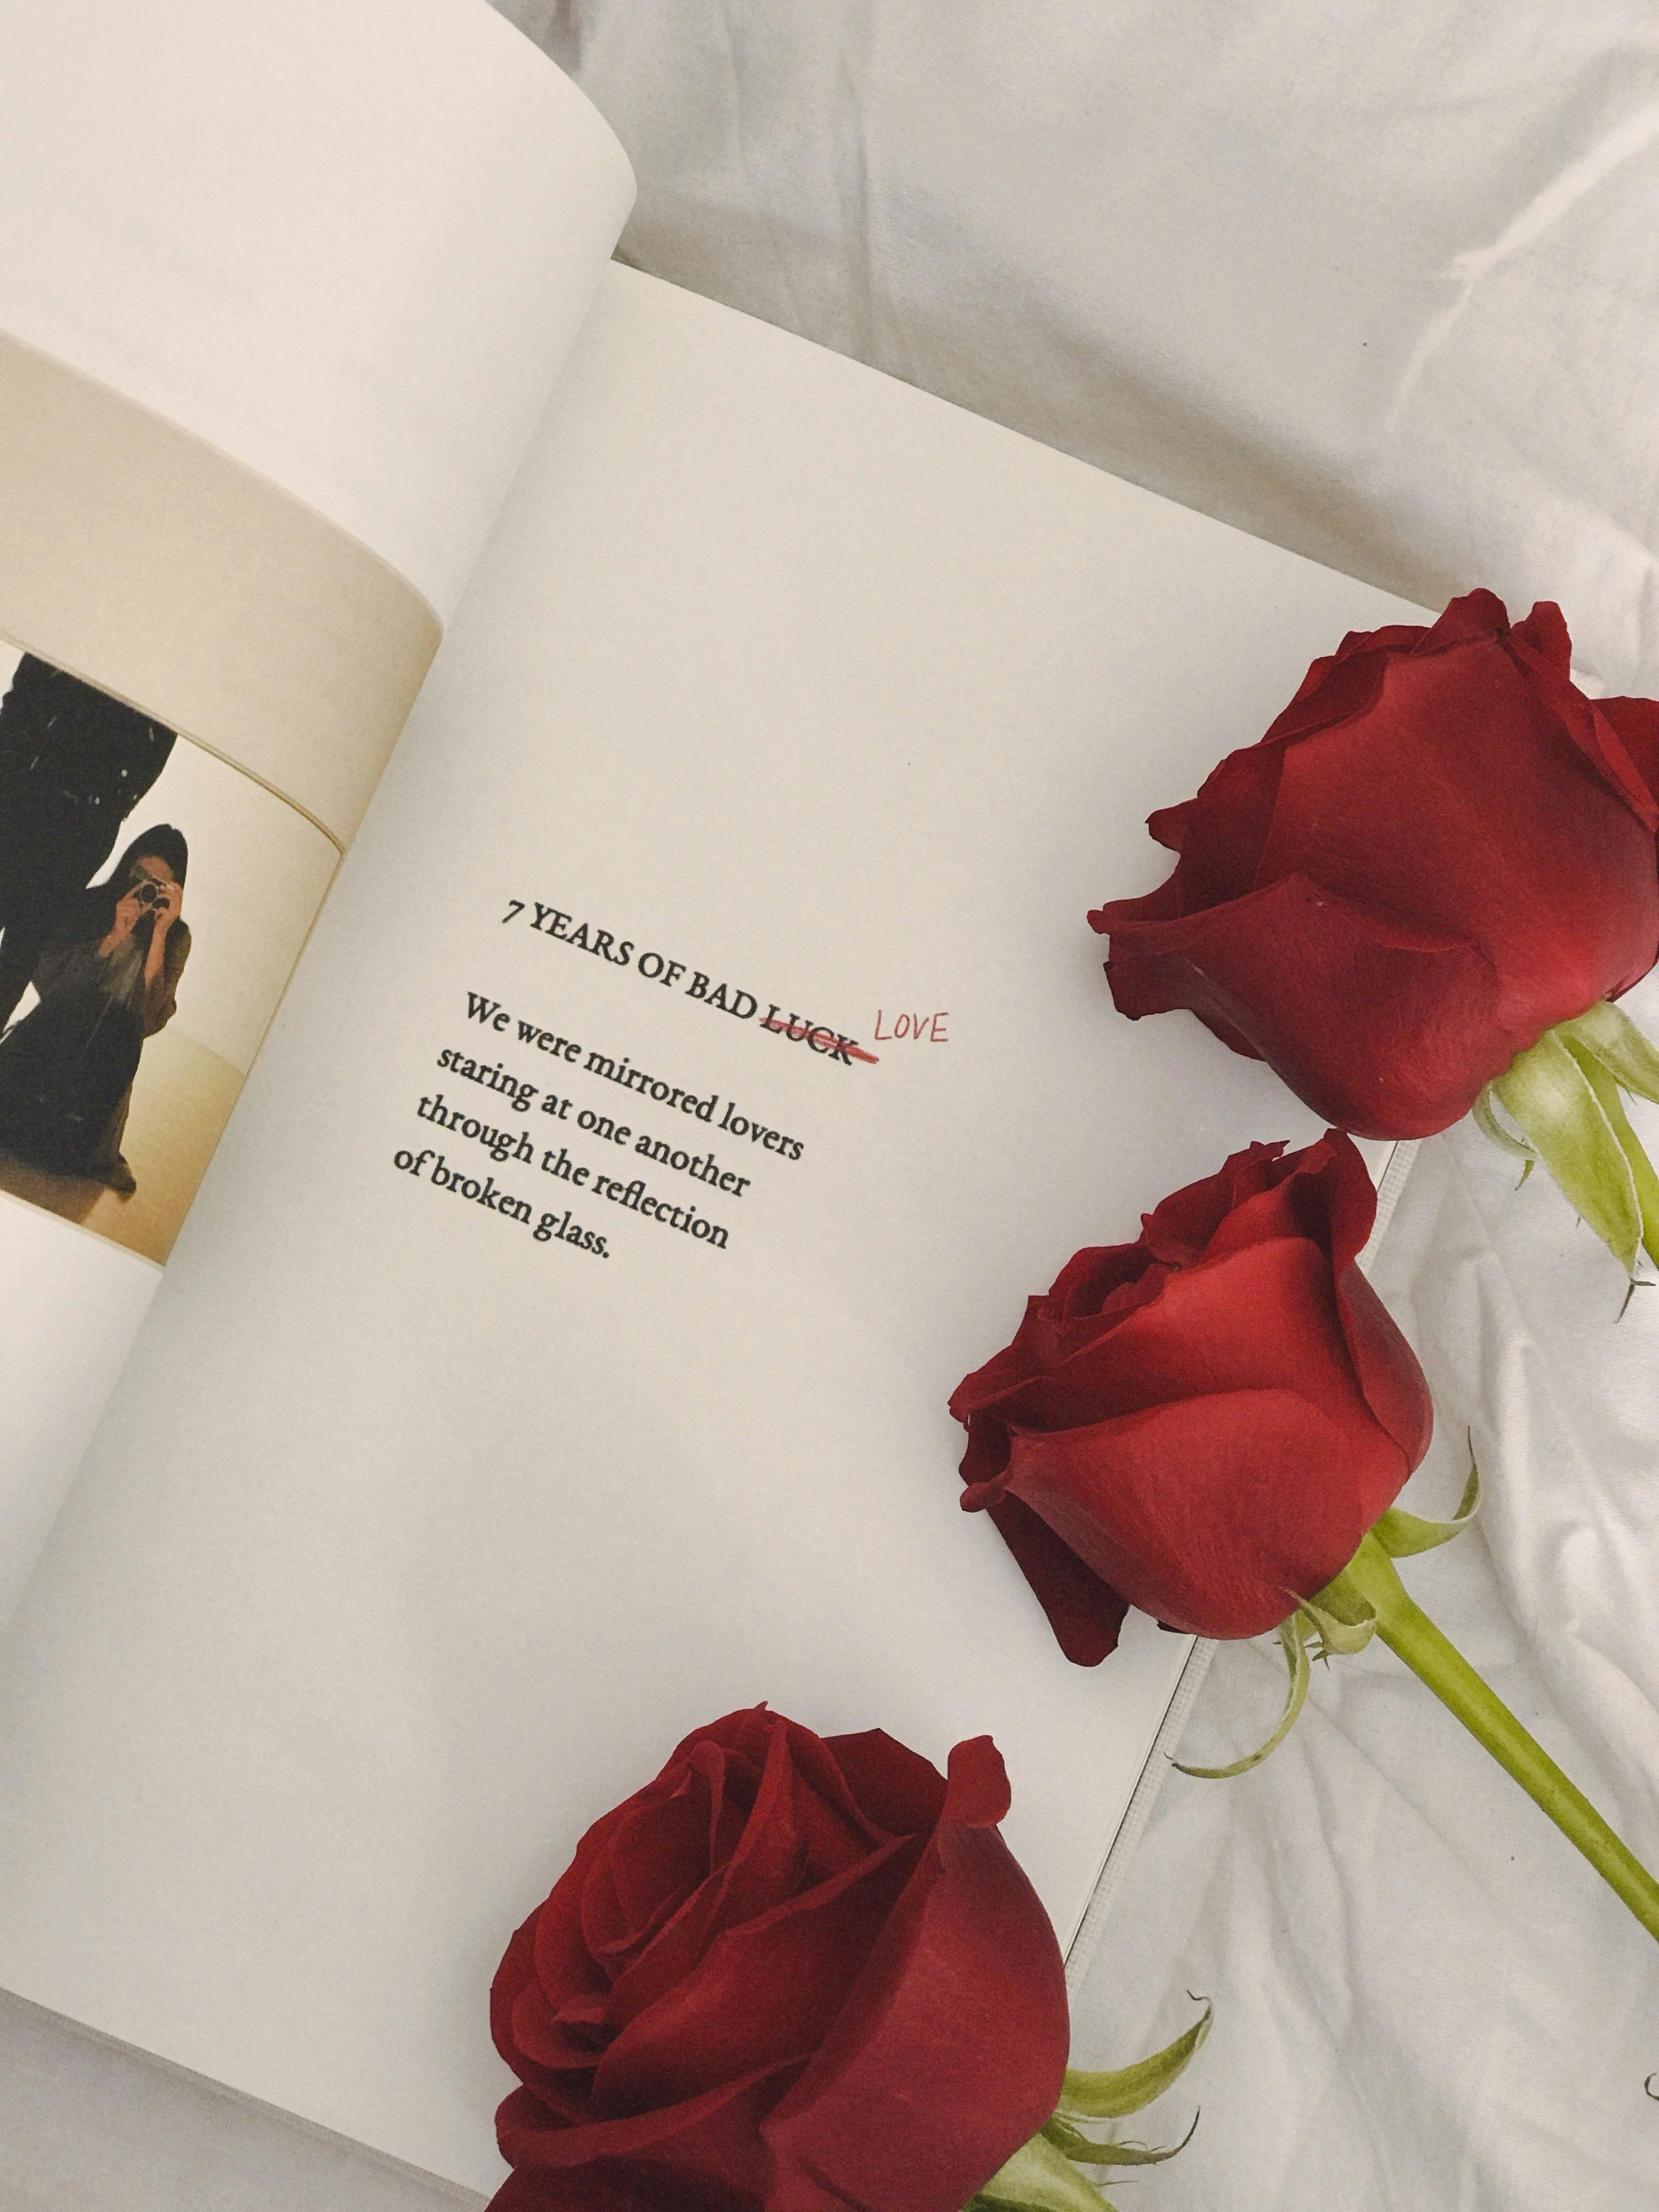 7 YEARS OF BAD LUCK LOVE
We were mirrored lovers
staring at one another
through the reflection
of broken glass.